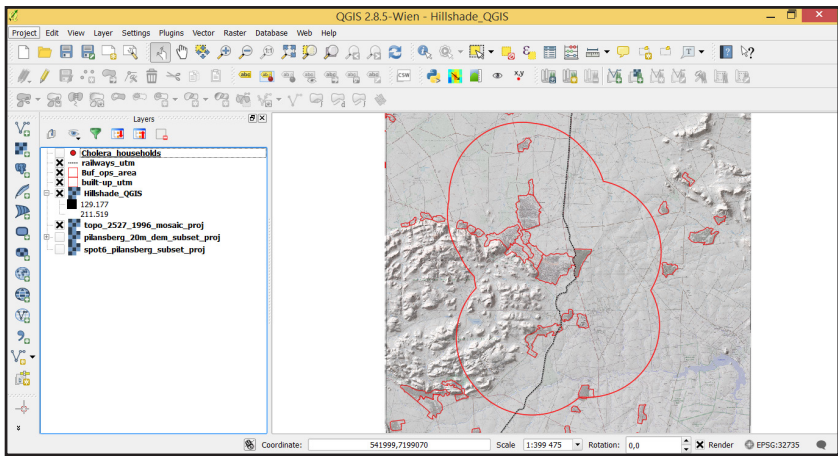 QGIS 2.8.5-Wien - Hillshade_QGIS
Project Edit View Layer Settings Plugins Vector Raster Database Web Help
CSW
x,y
Layers
Cholera_households
railways_utm
Buf_ops_area
built-up_utm
Hillshade_QGIS
129.177
211.519
topo_2527_1996_mosaic_proj
pilansberg_20m_dem_subset_proj
spot6_pilansberg_subset_proj
Coordinate: 541999,7199070 Scale 1:399 475 Rotation: 0,0 Render EPSG:32735